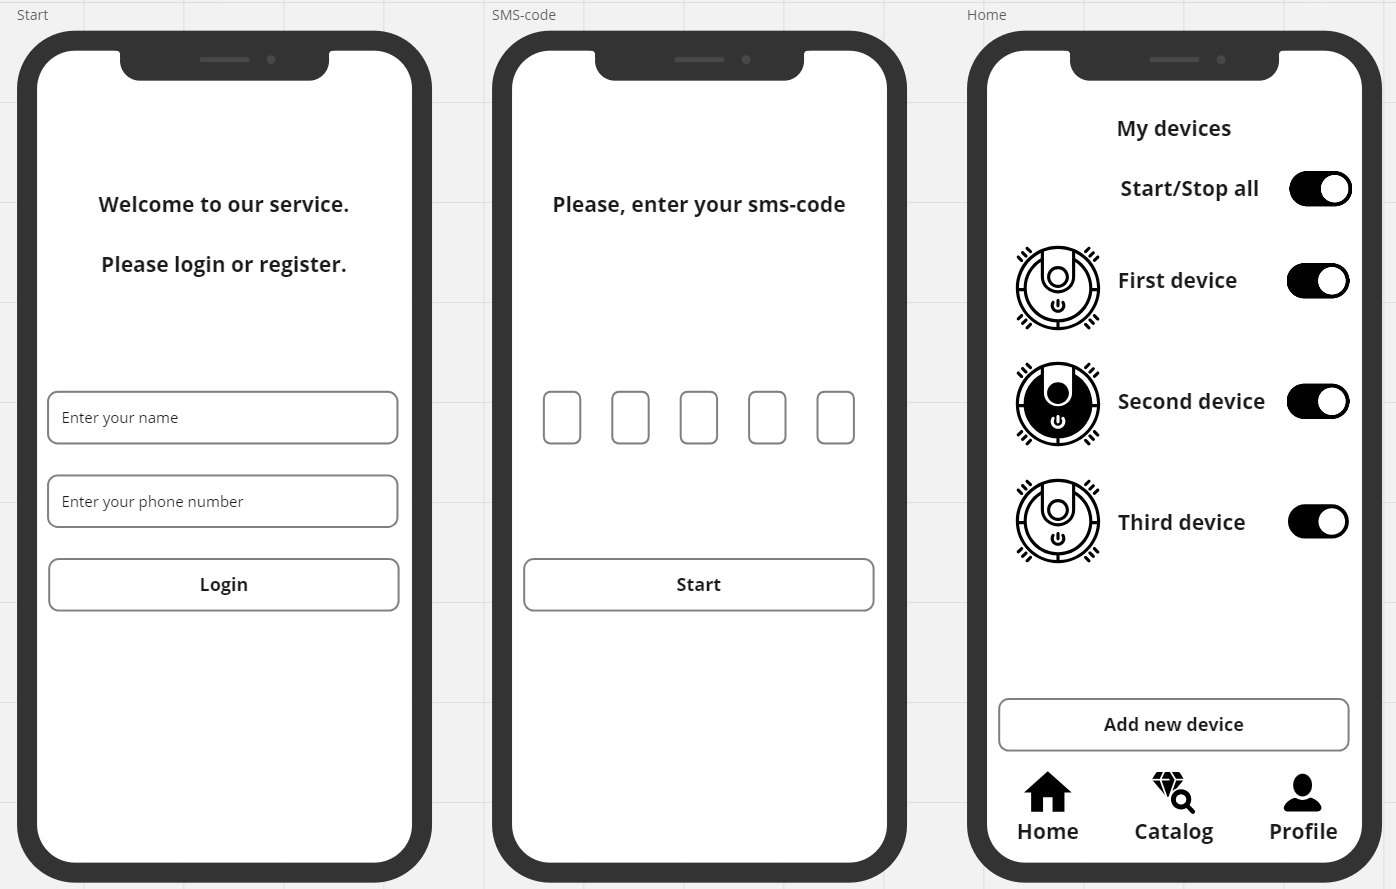 Start
Welcome to our service.
Please login or register.
Enter your name
Enter your phone number
Login
SMS-code
Please, enter your sms-code
Start
Home
My devices
Start/Stop all
First device
Second device
Third device
Add new device
Home
Catalog
Profile